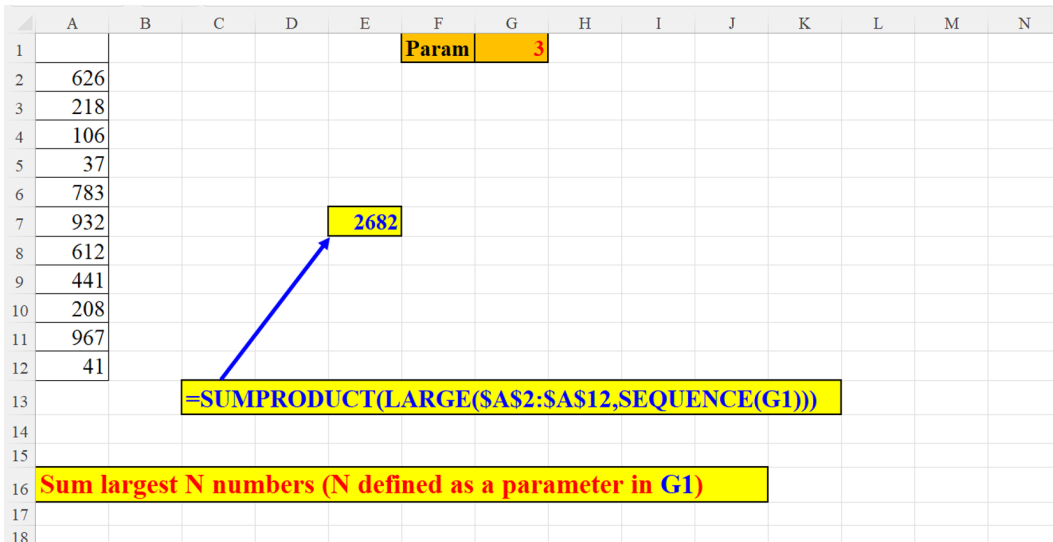 A B C D E F G H I J K L M N
1 Param 3
2 626
3 218
4 106
5 37
6 783
7 932 2682
8 612
9 441
10 208
11 967
12 41
13 =SUMPRODUCT(LARGE($A$2:$A$12,SEQUENCE(G1)))
14
15
16 Sum largest N numbers (N defined as a parameter in G1)
17
18